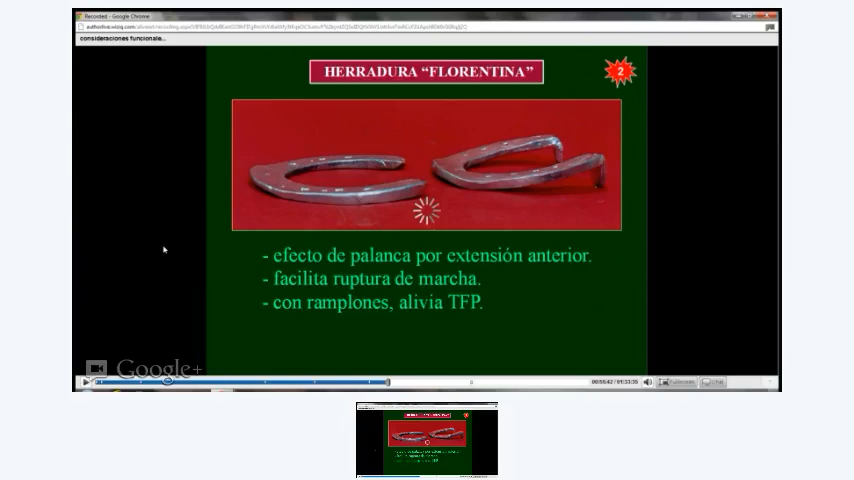 Recorded - Google Chrome
consideraciones funcionale...
HERRADURA “FLORENTINA”
2
- efecto de palanca por extensión anterior.
- facilita ruptura de marcha.
- con ramplones, alivia TFP.
Google+
Chat